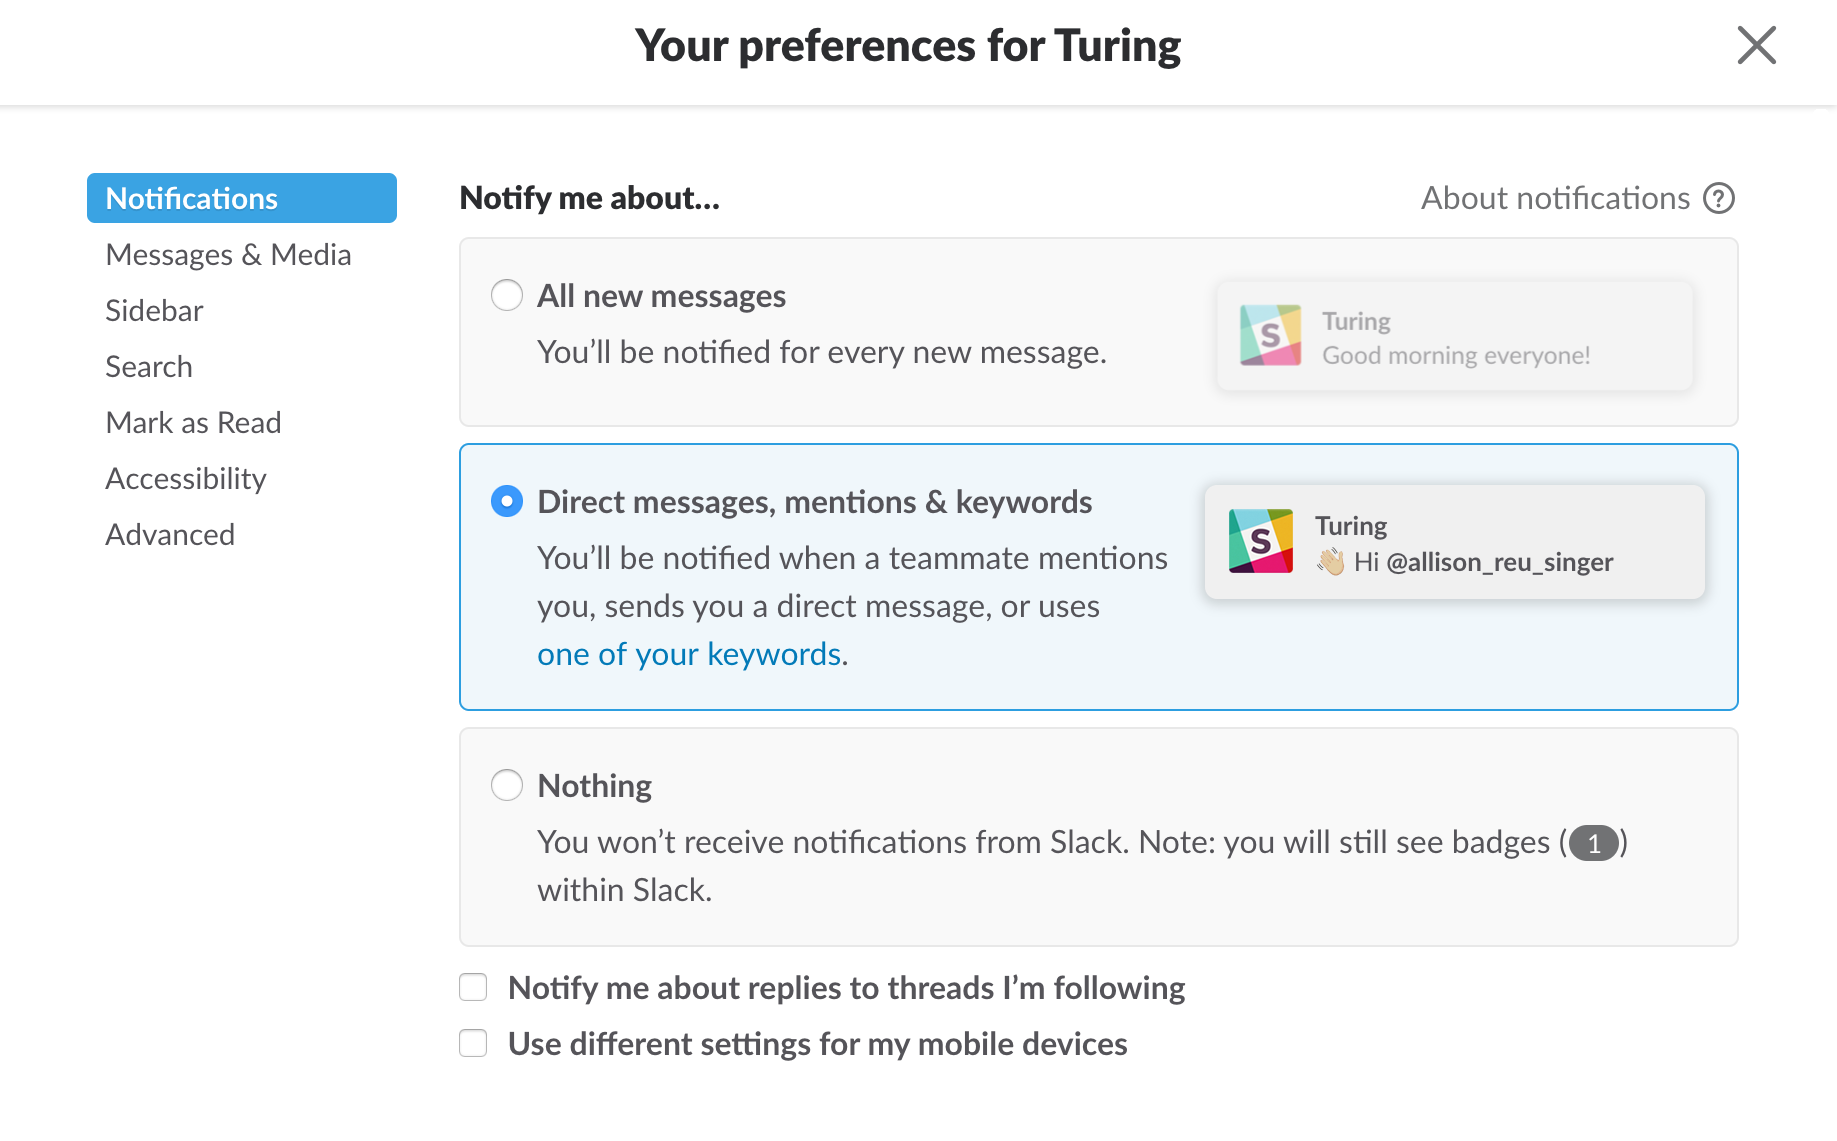 Your preferences for Turing
Notifications
Messages & Media
Sidebar
Search
Mark as Read
Accessibility
Advanced
Notify me about...
About notifications ?
All new messages
You’ll be notified for every new message.
S
Turing
Good morning everyone!
Direct messages, mentions & keywords
You’ll be notified when a teammate mentions
you, sends you a direct message, or uses
one of your keywords.
S
Turing
👋🏼 Hi @allison_reu_singer
Nothing
You won’t receive notifications from Slack. Note: you will still see badges ( 1 )
within Slack.
Notify me about replies to threads I’m following
Use different settings for my mobile devices